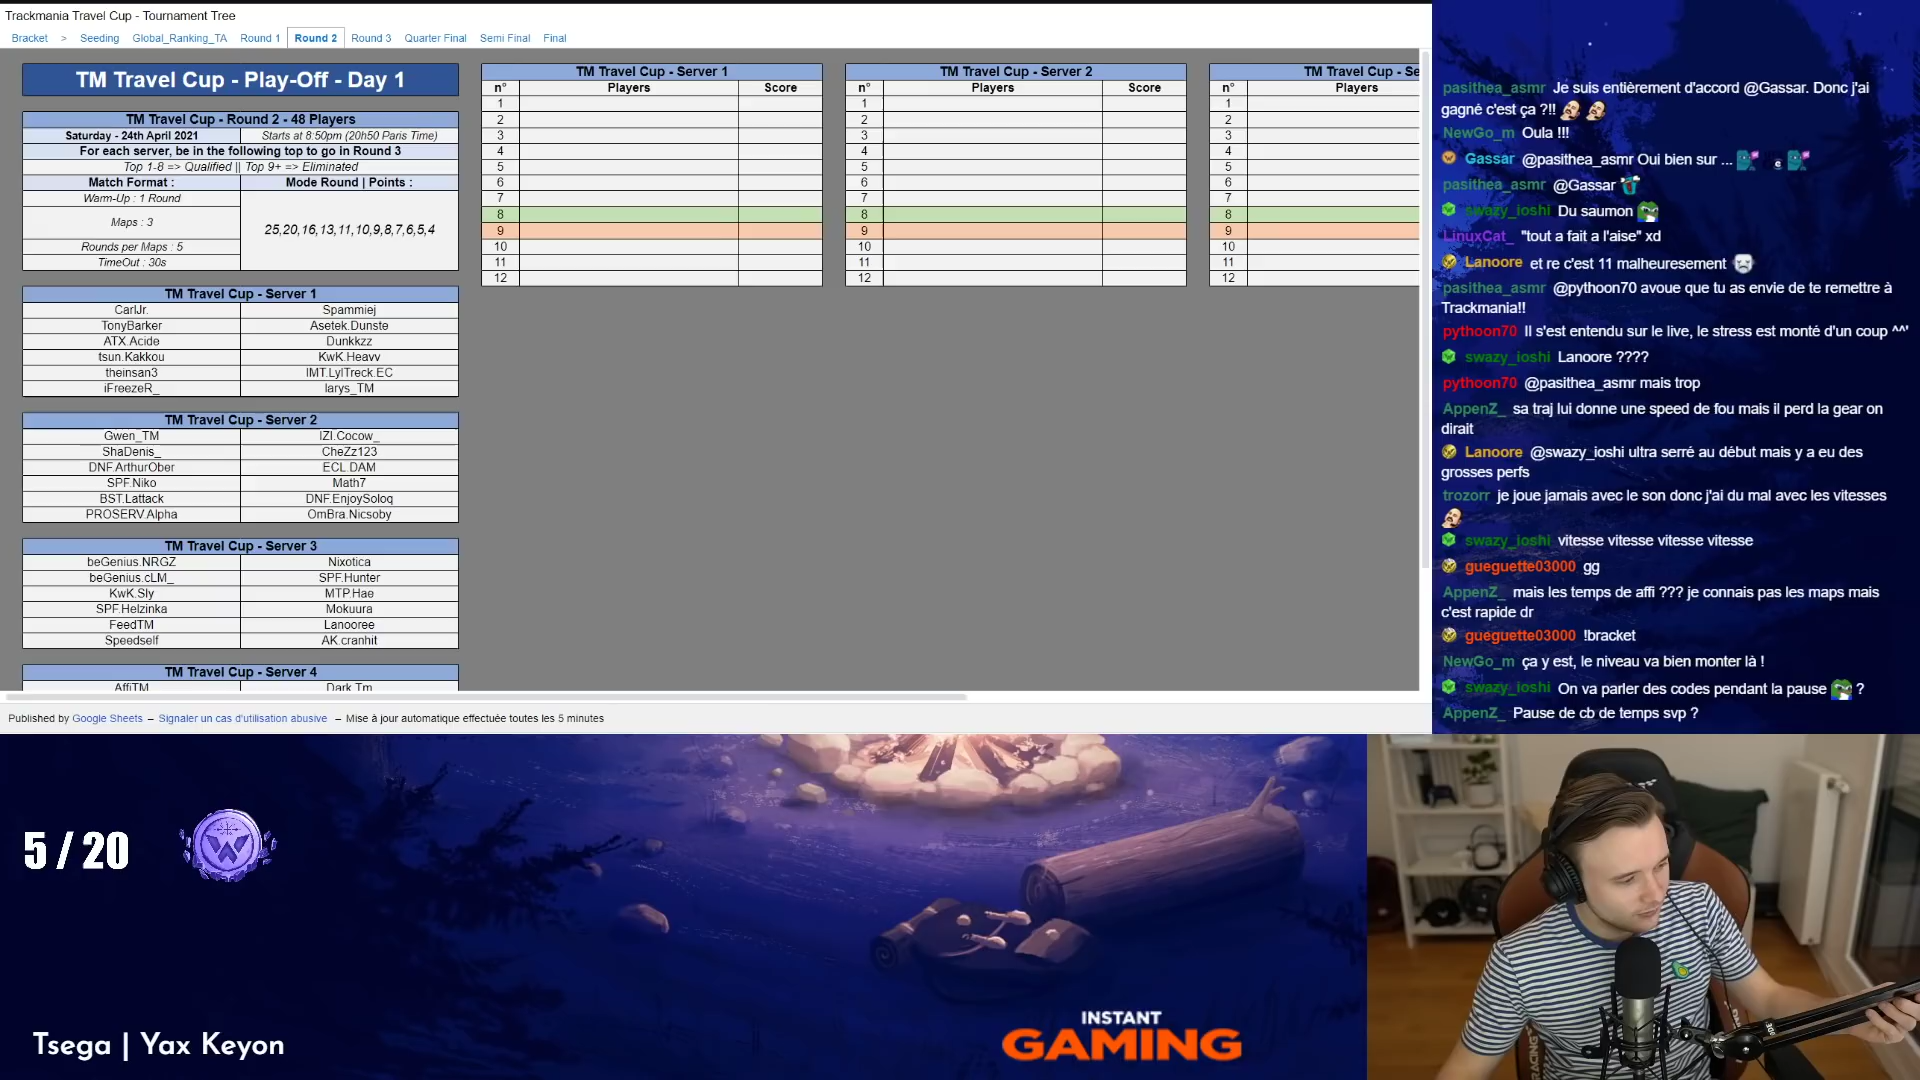 Trackmania Travel Cup - Tournament Tree
Bracket > Seeding Global_Ranking_TA Round 1 Round 2 Round 3 Quarter Final Semi Final Final
TM Travel Cup - Play-Off - Day 1
TM Travel Cup - Round 2 - 48 Players
Saturday - 24th April 2021 Starts at 8:50pm (20h50 Paris Time)
For each server, be in the following top to go in Round 3
Top 1-8 => Qualified || Top 9+ => Eliminated
Match Format : Mode Round | Points :
Warm-Up : 1 Round
Maps : 3
25,20,16,13,11,10,9,8,7,6,5,4
Rounds per Maps : 5
TimeOut : 30s
TM Travel Cup - Server 1
CarlJr. Spammiej
TonyBarker Asetek.Dunste
ATX.Acide Dunkkzz
tsun.Kakkou KwK.Heavv
theinsan3 IMT.LylTreck.EC
iFreezeR_ larys_TM
TM Travel Cup - Server 2
Gwen_TM IZI.Cocow_
ShaDenis_ CheZz123
DNF.ArthurOber ECL.DAM
SPF.Niko Math7
BST.Lattack DNF.EnjoySoloq
PROSERV.Alpha OmBra.Nicsoby
TM Travel Cup - Server 3
beGenius.NRGZ Nixotica
beGenius.cLM_ SPF.Hunter
KwK.Sly MTP.Hae
SPF.Helzinka Mokuura
FeedTM Lanooree
Speedself AK.cranhit
TM Travel Cup - Server 4
AffiTM Dark.Tm
TM Travel Cup - Server 1
n° Players Score
1
2
3
4
5
6
7
8
9
10
11
12
TM Travel Cup - Server 2
n° Players Score
1
2
3
4
5
6
7
8
9
10
11
12
TM Travel Cup - Se
n° Players
1
2
3
4
5
6
7
8
9
10
11
12
Published by Google Sheets – Signaler un cas d'utilisation abusive – Mise à jour automatique effectuée toutes les 5 minutes
pasithea_asmr Je suis entièrement d'accord @Gassar. Donc j'ai
gagné c'est ça ?!!
NewGo_m Oula !!!
Gassar @pasithea_asmr Oui bien sur ...
pasithea_asmr @Gassar
swazy_ioshi Du saumon
LinuxCat_ "tout a fait a l'aise" xd
Lanoore et re c'est 11 malheuresement
pasithea_asmr @pythoon70 avoue que tu as envie de te remettre à
Trackmania!!
pythoon70 Il s'est entendu sur le live, le stress est monté d'un coup ^^'
swazy_ioshi Lanoore ????
pythoon70 @pasithea_asmr mais trop
AppenZ_ sa traj lui donne une speed de fou mais il perd la gear on
dirait
Lanoore @swazy_ioshi ultra serré au début mais y a eu des
grosses perfs
trozorr je joue jamais avec le son donc j'ai du mal avec les vitesses
swazy_ioshi vitesse vitesse vitesse vitesse
gueguette03000 gg
AppenZ_ mais les temps de affi ??? je connais pas les maps mais
c'est rapide dr
gueguette03000 !bracket
NewGo_m ça y est, le niveau va bien monter là !
swazy_ioshi On va parler des codes pendant la pause ?
AppenZ_ Pause de cb de temps svp ?
5 / 20
Tsega | Yax Keyon
INSTANT
GAMING